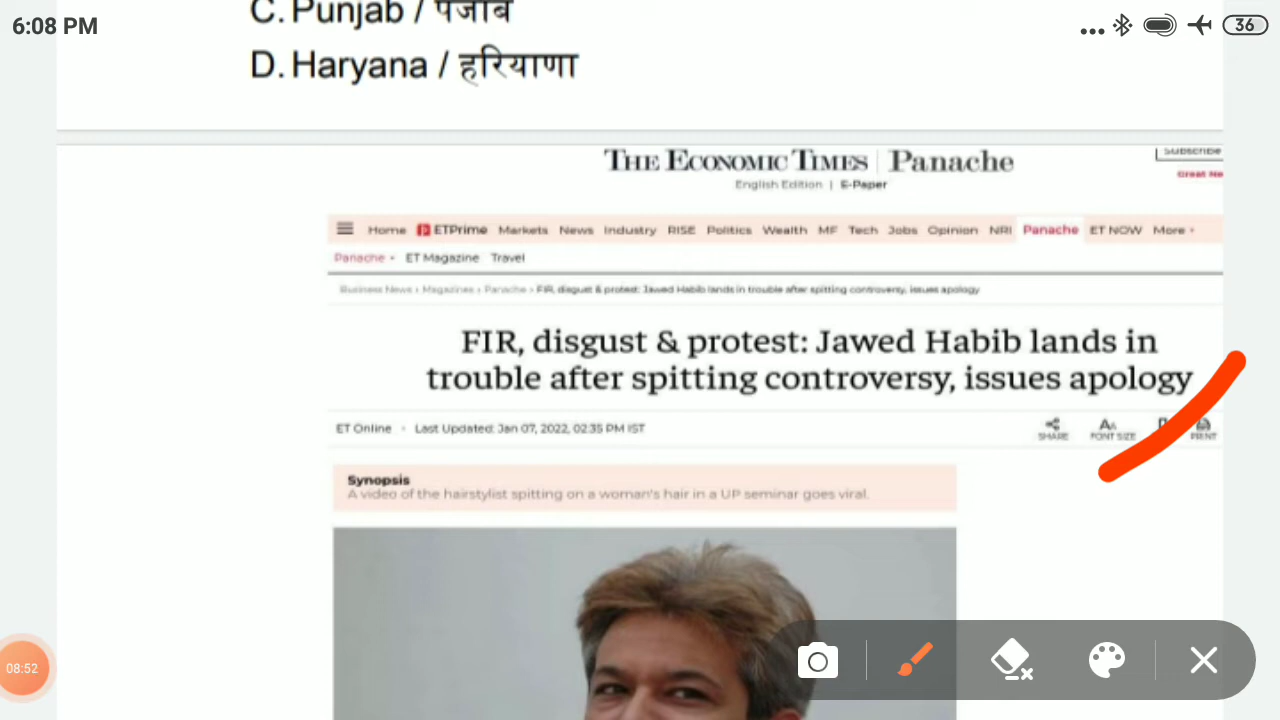 6:08 PM
36
C. Punjab / पंजाब
D. Haryana / हरियाणा
THE ECONOMIC TIMES | Panache
Subscribe
English Edition | E-Paper
Great Ne
Home ETPrime Markets News Industry RISE Politics Wealth MF Tech Jobs Opinion NRI Panache ET NOW More
Panache ET Magazine Travel
Business News › Magazines › Panache › FIR, disgust & protest: Jawed Habib lands in trouble after spitting controversy, issues apology
FIR, disgust & protest: Jawed Habib lands in
trouble after spitting controversy, issues apology
ET Online · Last Updated: Jan 07, 2022, 02:35 PM IST
SHARE FONT SIZE PRINT
Synopsis
A video of the hairstylist spitting on a woman's hair in a UP seminar goes viral.
08:52